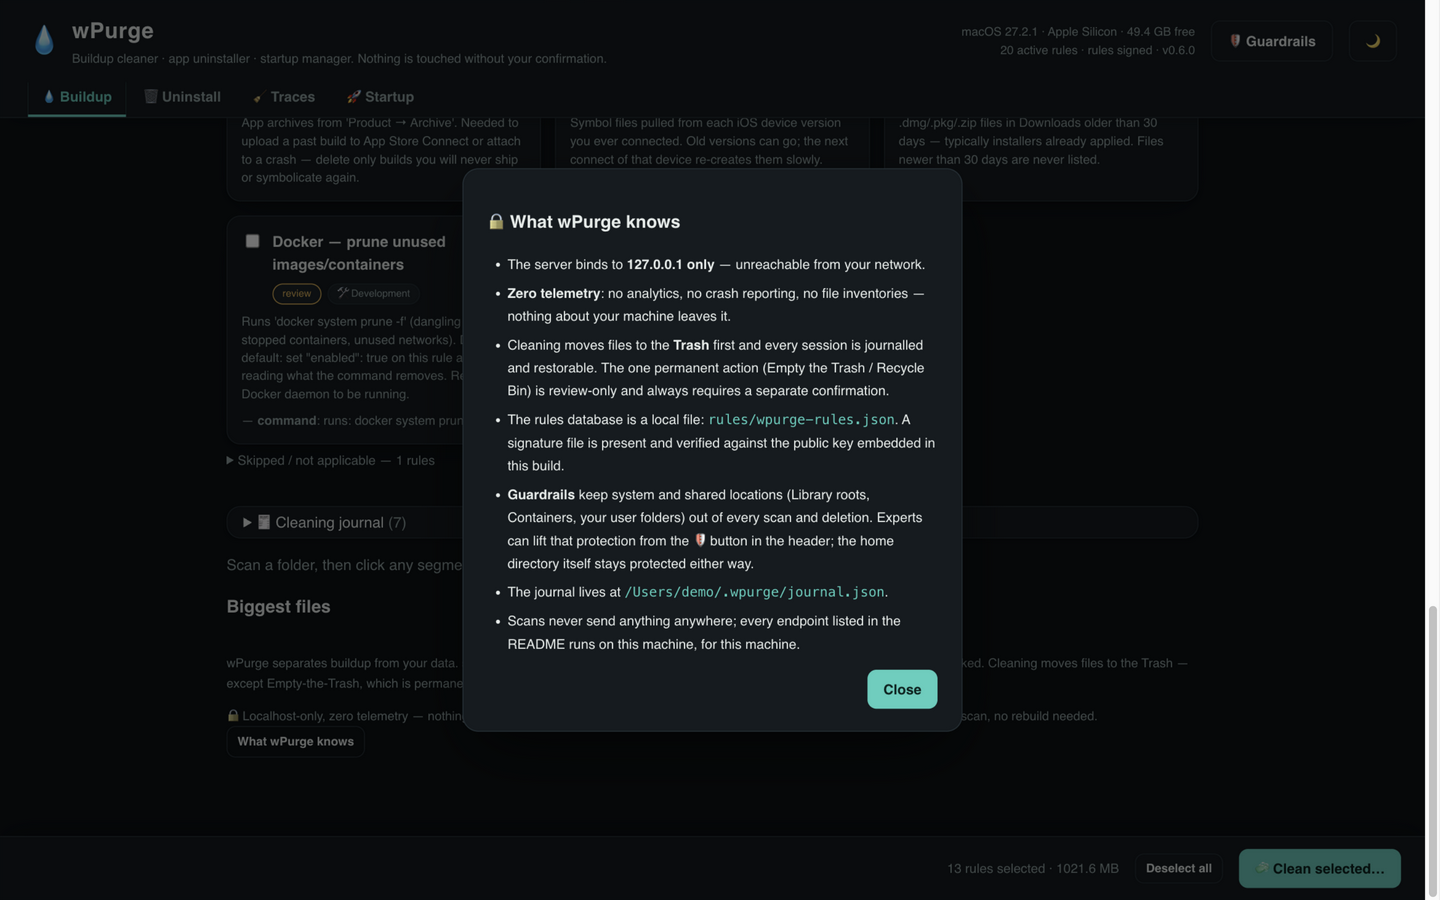 wPurge
Buildup cleaner · app uninstaller · startup manager. Nothing is touched without your confirmation.
macOS 27.2.1 · Apple Silicon · 49.4 GB free
20 active rules · rules signed · v0.6.0
Guardrails
Buildup
Uninstall
Traces
Startup
App archives from 'Product → Archive'. Needed to
upload a past build to App Store Connect or attach
to a crash — delete only builds you will never ship
or symbolicate again.
Symbol files pulled from each iOS device version
you ever connected. Old versions can go; the next
connect of that device re-creates them slowly.
.dmg/.pkg/.zip files in Downloads older than 30
days — typically installers already applied. Files
newer than 30 days are never listed.
Docker — prune unused
images/containers
review
Development
Runs 'docker system prune -f' (dangling
stopped containers, unused networks).
default: set "enabled": true on this rule a
reading what the command removes.
Docker daemon to be running.
— command: runs: docker system prun
Skipped / not applicable — 1 rules
Cleaning journal (7)
Scan a folder, then click any segme
Biggest files
wPurge separates buildup from your data.
ked. Cleaning moves files to the Trash —
except Empty-the-Trash, which is permane
Localhost-only, zero telemetry — nothin
scan, no rebuild needed.
What wPurge knows
What wPurge knows
• The server binds to 127.0.0.1 only — unreachable from your network.
• Zero telemetry: no analytics, no crash reporting, no file inventories —
nothing about your machine leaves it.
• Cleaning moves files to the Trash first and every session is journalled
and restorable. The one permanent action (Empty the Trash / Recycle
Bin) is review-only and always requires a separate confirmation.
• The rules database is a local file: rules/wpurge-rules.json. A
signature file is present and verified against the public key embedded in
this build.
• Guardrails keep system and shared locations (Library roots,
Containers, your user folders) out of every scan and deletion. Experts
can lift that protection from the button in the header; the home
directory itself stays protected either way.
• The journal lives at /Users/demo/.wpurge/journal.json.
• Scans never send anything anywhere; every endpoint listed in the
README runs on this machine, for this machine.
Close
13 rules selected · 1021.6 MB
Deselect all
Clean selected...